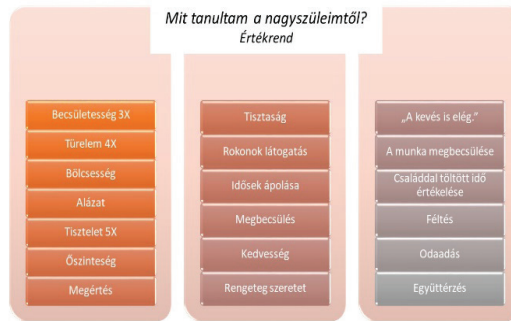 Mit tanultam a nagyszüleimtől?
Értékrend
Becsületesség 3X
Türelem 4X
Bölcsesség
Alázat
Tisztelet 5X
Őszinteség
Megértés
Tisztaság
Rokonok látogatás
Idősek ápolása
Megbecsülés
Kedvesség
Rengeteg szeretet
„A kevés is elég.”
A munka megbecsülése
Családdal töltött idő
értékelése
Féltés
Odaadás
Együttérzés